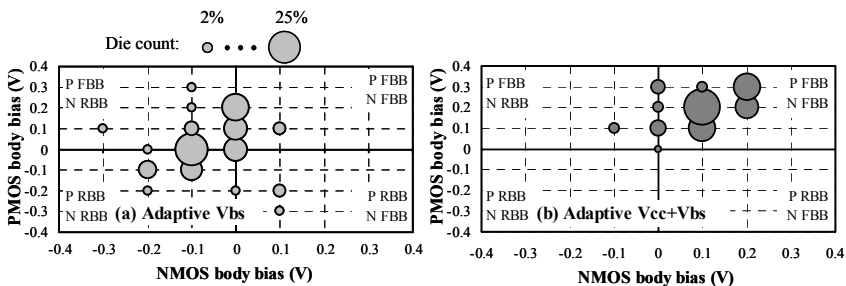 2% 25%
Die count:
PMOS body bias (V)
0.4
0.3
0.2
0.1
0
-0.1
-0.2
-0.3
-0.4
P FBB
N RBB
P FBB
N FBB
P RBB
N RBB
P RBB
N FBB
(a) Adaptive Vbs
-0.4 -0.3 -0.2 -0.1 0 0.1 0.2 0.3 0.4
NMOS body bias (V)
PMOS body bias (V)
0.4
0.3
0.2
0.1
0
-0.1
-0.2
-0.3
-0.4
P FBB
N RBB
P FBB
N FBB
P RBB
N RBB
P RBB
N FBB
(b) Adaptive Vcc+Vbs
0.4 0.3 -0.2 -0.1 0 0.1 0.2 0.3 0.4
NMOS body bias (V)